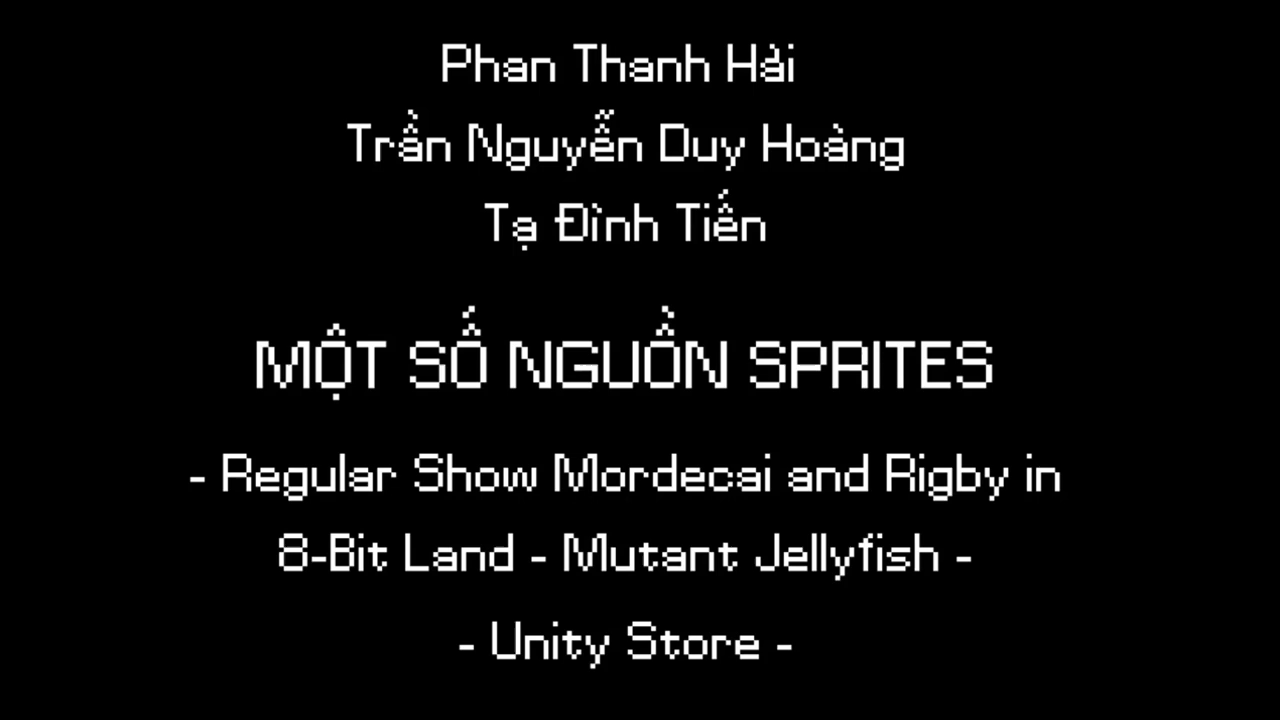 Phan Thanh Hải
Trần Nguyễn Duy Hoàng
Tạ Đình Tiến
MỘT SỐ NGUỒN SPRITES
- Regular Show Mordecai and Rigby in
8-Bit Land - Mutant Jellyfish -
- Unity Store -